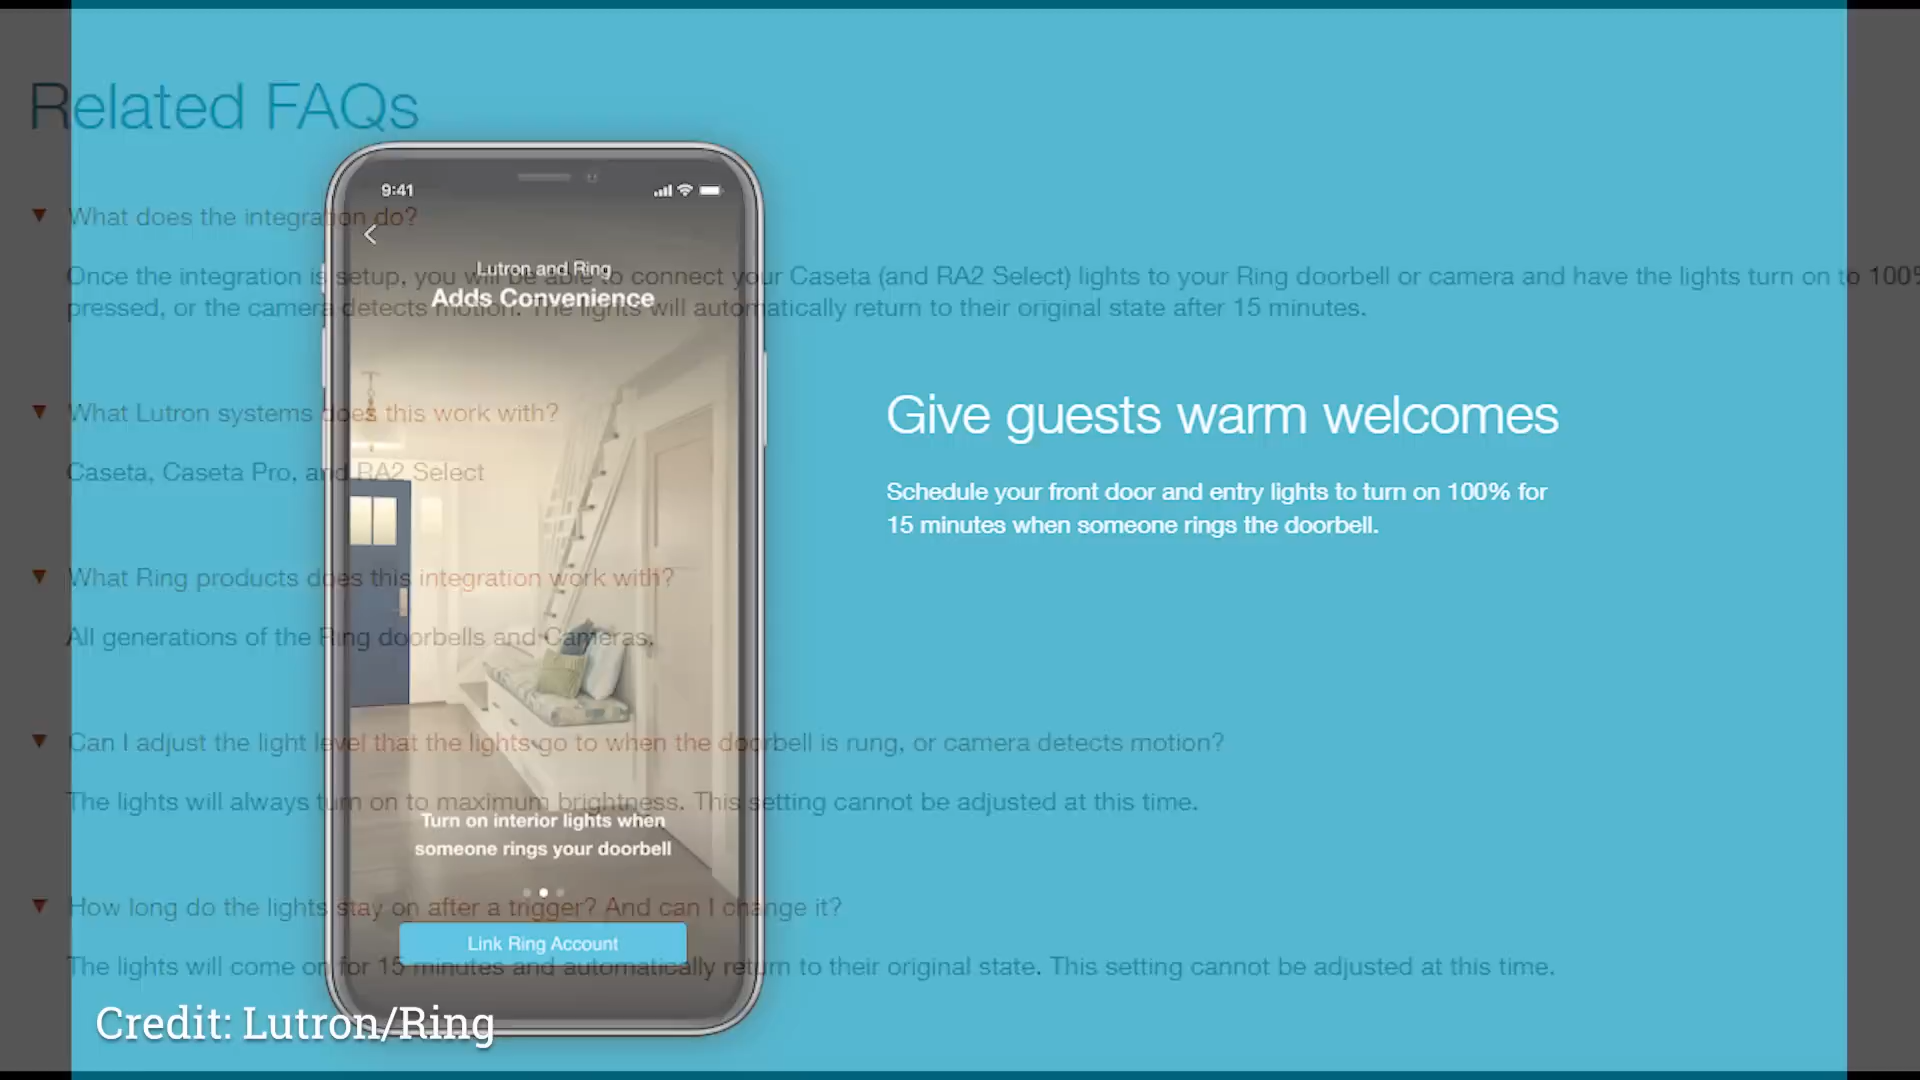 Related FAQs
What does the integration do?
Once the integration is setup, you will be able to connect your Caseta (and RA2 Select) lights to your Ring doorbell or camera and have the lights turn on to 100%
pressed, or the camera detects motion. The lights will automatically return to their original state after 15 minutes.
What Lutron systems does this work with?
Caseta, Caseta Pro, and RA2 Select
What Ring products does this integration work with?
All generations of the Ring doorbells and Cameras.
Can I adjust the light level that the lights go to when the doorbell is rung, or camera detects motion?
The lights will always turn on to maximum brightness. This setting cannot be adjusted at this time.
How long do the lights stay on after a trigger? And can I change it?
The lights will come on for 15 minutes and automatically return to their original state. This setting cannot be adjusted at this time.
9:41
Lutron and Ring
Adds Convenience
Turn on interior lights when
someone rings your doorbell
Link Ring Account
Give guests warm welcomes
Schedule your front door and entry lights to turn on 100% for
15 minutes when someone rings the doorbell.
Credit: Lutron/Ring